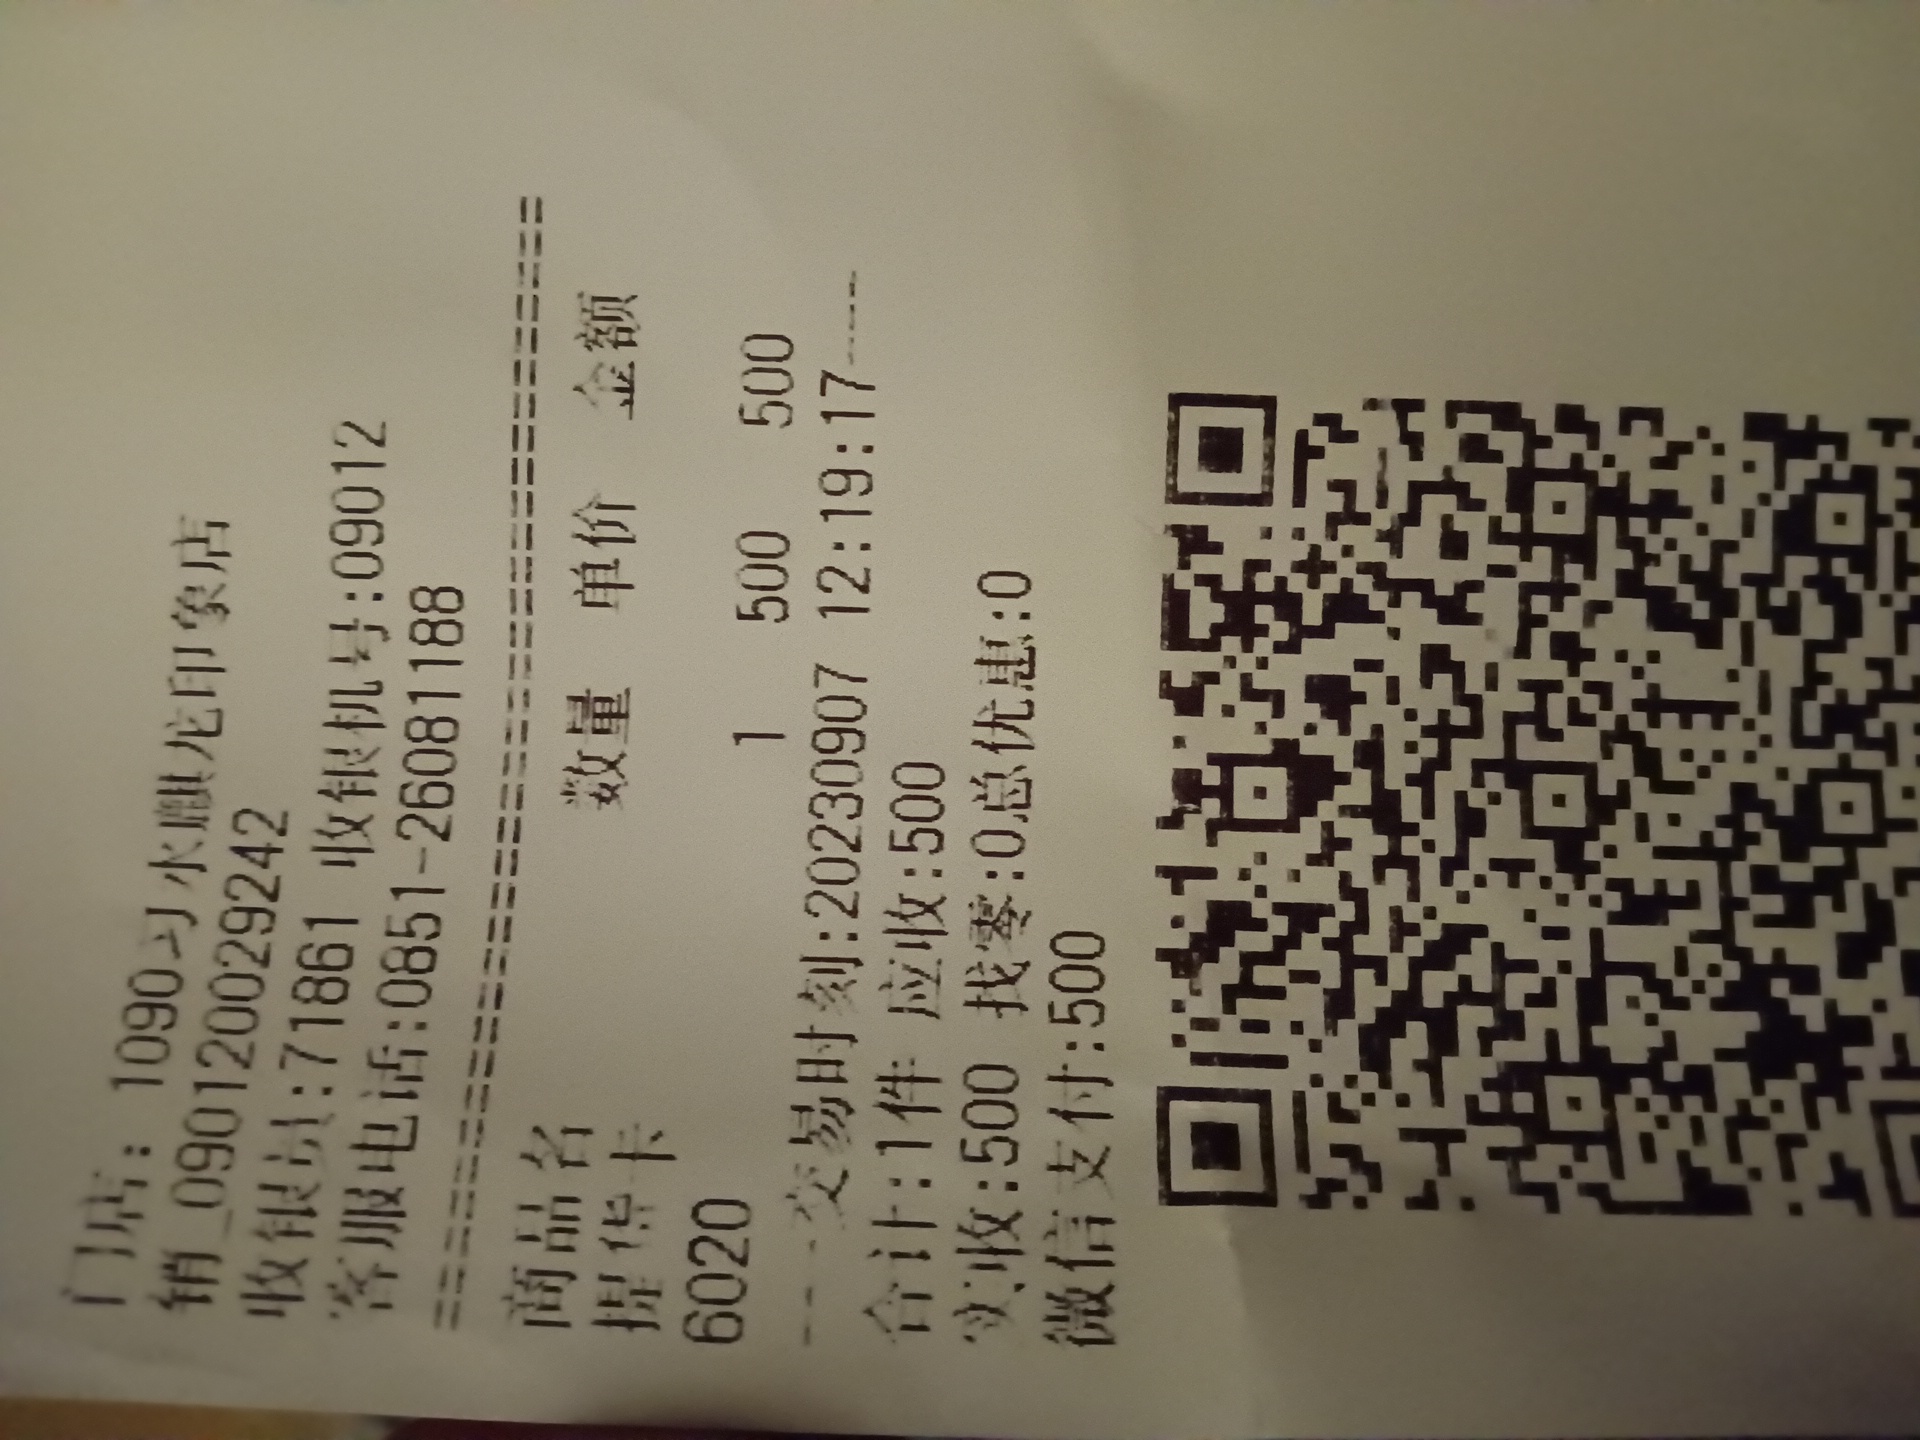 门店: 1090习水麒龙印象店
销_090120029242
收银员:71861 收银机号:09012
客服电话:0851-26081188
==========================================
商品名 数量 单价 金额
提货卡
6020 1 500 500
---交易时刻:20230907 12:19:17----
合计:1件 应收:500
实收:500 找零:0总优惠:0
微信支付:500